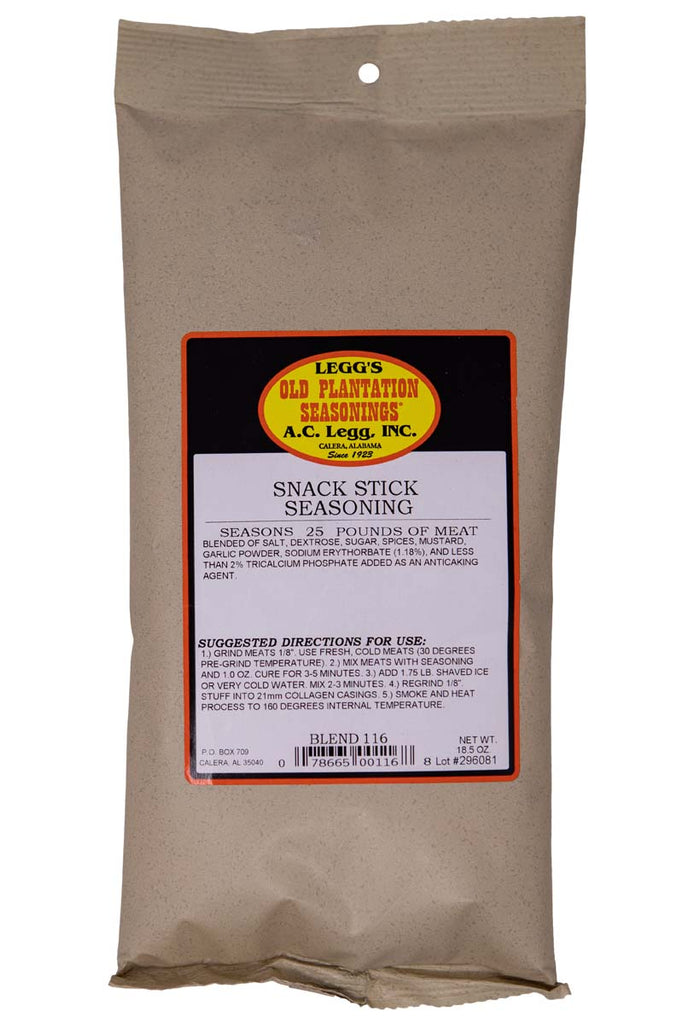 LEGG'S
OLD PLANTATION
SEASONINGS®
A.C. Legg, INC.
CALERA, ALABAMA
Since 1923
SNACK STICK
SEASONING
SEASONS 25 POUNDS OF MEAT
BLENDED OF SALT, DEXTROSE, SUGAR, SPICES, MUSTARD,
GARLIC POWDER, SODIUM ERYTHORBATE (1.18%), AND LESS
THAN 2% TRICALCIUM PHOSPHATE ADDED AS AN ANTICAKING
AGENT.
SUGGESTED DIRECTIONS FOR USE:
1.) GRIND MEATS 1/8". USE FRESH, COLD MEATS (30 DEGREES
PRE-GRIND TEMPERATURE). 2.) MIX MEATS WITH SEASONING
AND 1.0 OZ. CURE FOR 3-5 MINUTES. 3.) ADD 1.75 LB. SHAVED ICE
OR VERY COLD WATER. MIX 2-3 MINUTES. 4.) REGRIND 1/8".
STUFF INTO 21mm COLLAGEN CASINGS. 5.) SMOKE AND HEAT
PROCESS TO 160 DEGREES INTERNAL TEMPERATURE.
BLEND 116
P.O. BOX 709
CALERA, AL 35040
0 78665 00116 8
NET WT.
18.5 OZ.
Lot #296081